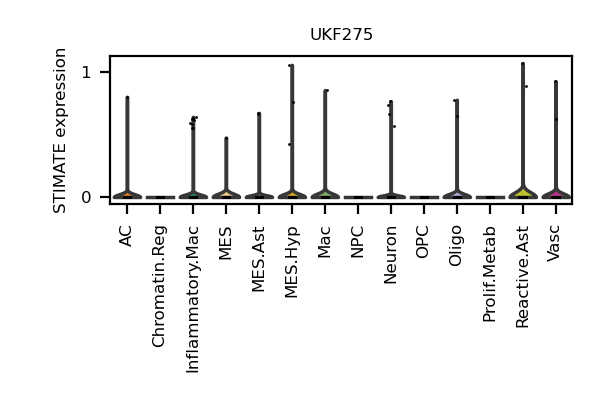 UKF275
STIMATE expression
1
0
AC
Chromatin.Reg
Inflammatory.Mac
MES
MES.Ast
MES.Hyp
Mac
NPC
Neuron
OPC
Oligo
Prolif.Metab
Reactive.Ast
Vasc